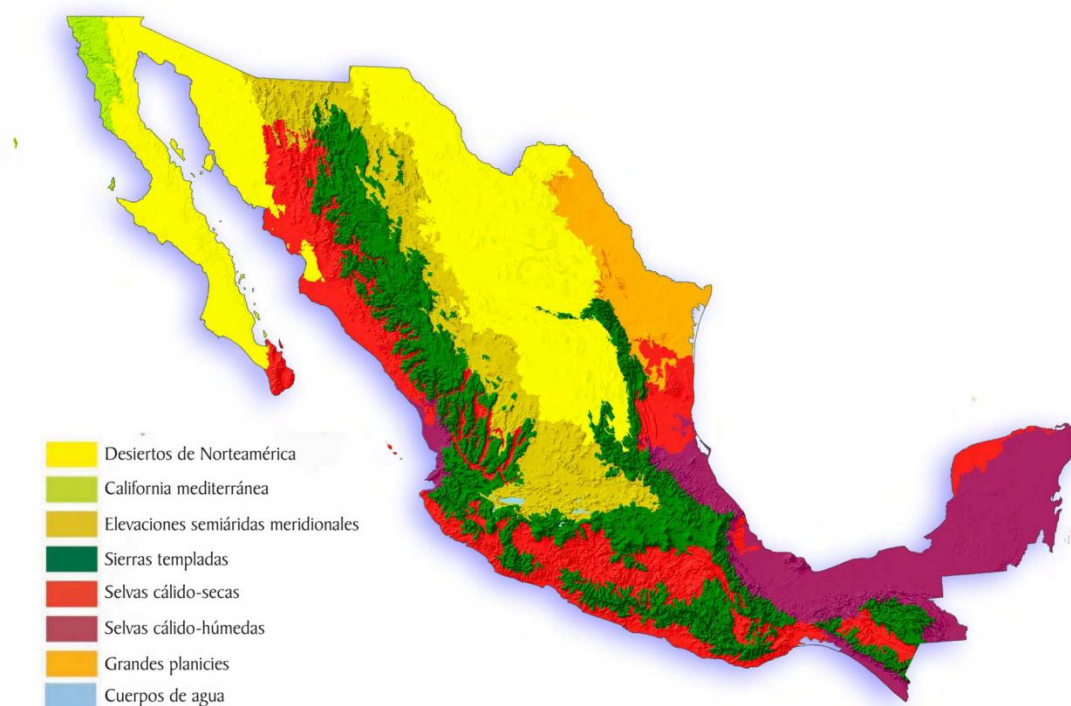 Desiertos de Norteamérica
California mediterránea
Elevaciones semiáridas meridionales
Sierras templadas
Selvas cálido-secas
Selvas cálido-húmedas
Grandes planicies
Cuerpos de agua